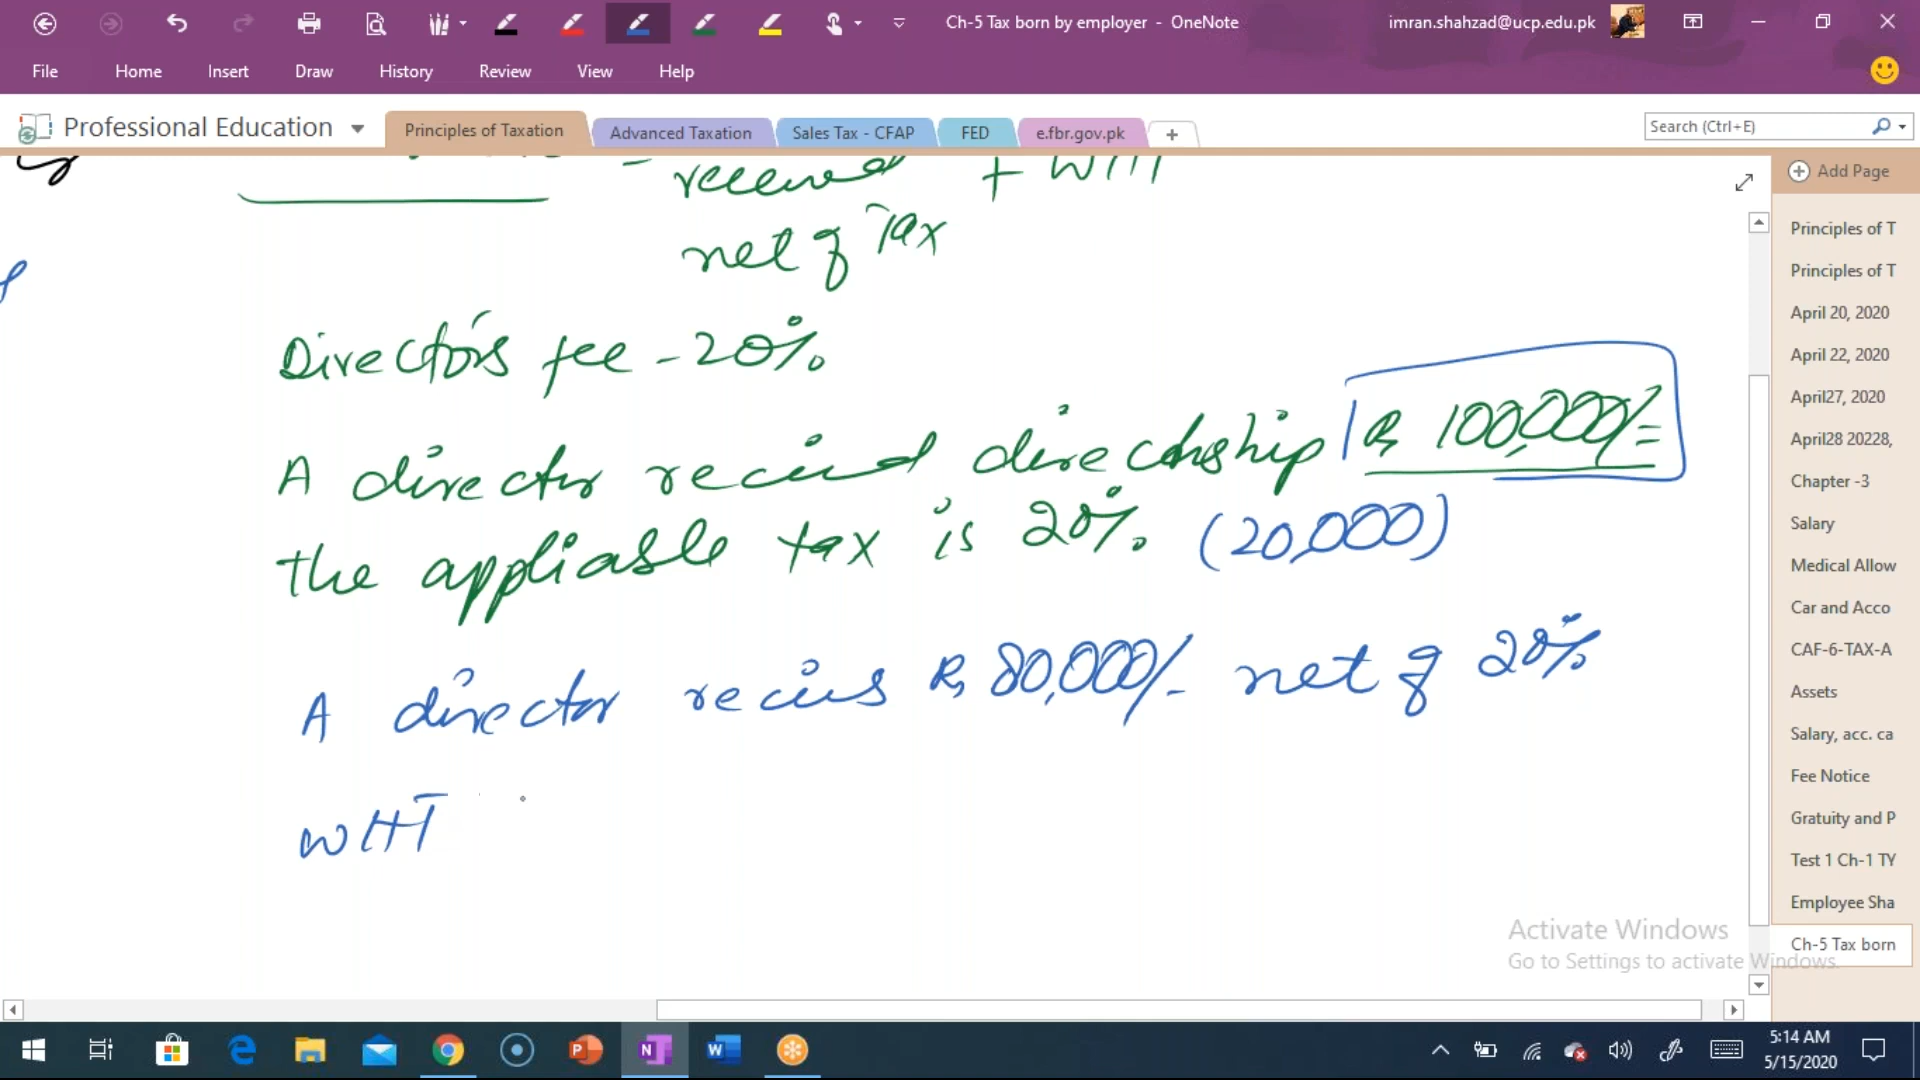 Ch-5 Tax born by employer - OneNote
imran.shahzad@ucp.edu.pk
File Home Insert Draw History Review View Help
Professional Education
Principles of Taxation
Advanced Taxation
Sales Tax - CFAP
FED
e.fbr.gov.pk
Search (Ctrl+E)
Add Page
received + WHT
net of Tax
Director's fee - 20%
A director recived directorship Rs 100,000/=
the appliable tax is 20% (20,000)
A director recives Rs 80,000/- net of 20%
WHT
Principles of T
Principles of T
April 20, 2020
April 22, 2020
April27, 2020
April28 20228,
Chapter -3
Salary
Medical Allow
Car and Acco
CAF-6-TAX-A
Assets
Salary, acc. ca
Fee Notice
Gratuity and P
Test 1 Ch-1 TY
Employee Sha
Ch-5 Tax born
Activate Windows
Go to Settings to activate Windows.
5:14 AM
5/15/2020